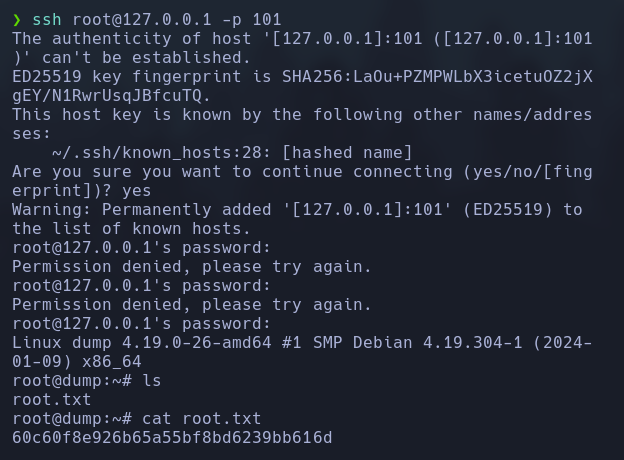 ❯ ssh root@127.0.0.1 -p 101
The authenticity of host '[127.0.0.1]:101 ([127.0.0.1]:101
)' can't be established.
ED25519 key fingerprint is SHA256:LaOu+PZMPWLbX3icetuOZ2jX
gEY/N1RwrUsqJBfcuTQ.
This host key is known by the following other names/addres
ses:
    ~/.ssh/known_hosts:28: [hashed name]
Are you sure you want to continue connecting (yes/no/[fing
erprint])? yes
Warning: Permanently added '[127.0.0.1]:101' (ED25519) to
the list of known hosts.
root@127.0.0.1's password:
Permission denied, please try again.
root@127.0.0.1's password:
Permission denied, please try again.
root@127.0.0.1's password:
Linux dump 4.19.0-26-amd64 #1 SMP Debian 4.19.304-1 (2024-
01-09) x86_64
root@dump:~# ls
root.txt
root@dump:~# cat root.txt
60c60f8e926b65a55bf8bd6239bb616d